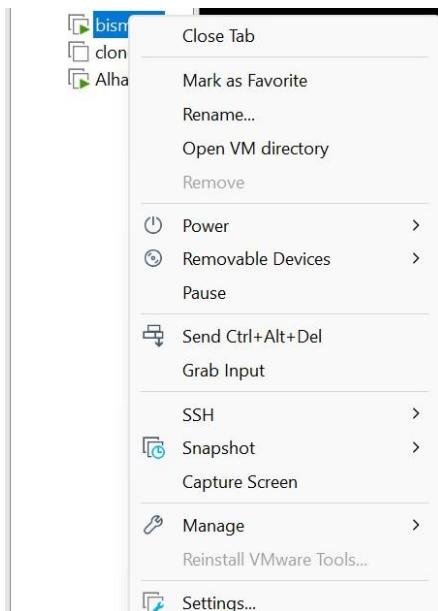 bism
clon
Alha
Close Tab
Mark as Favorite
Rename...
Open VM directory
Remove
Power
Removable Devices
Pause
Send Ctrl+Alt+Del
Grab Input
SSH
Snapshot
Capture Screen
Manage
Reinstall VMware Tools...
Settings...